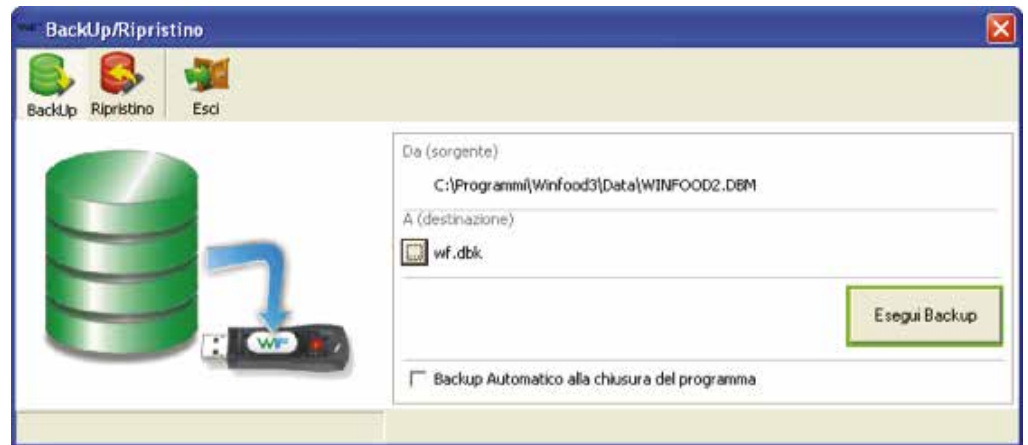 BackUp/Ripristino
BackUp Ripristino Esci
Da (sorgente)
C:\Programmi\Winfood3\Data\WINFOOD2.DBM
A (destinazione)
wf.dbk
WF
Esegui Backup
Backup Automatico alla chiusura del programma